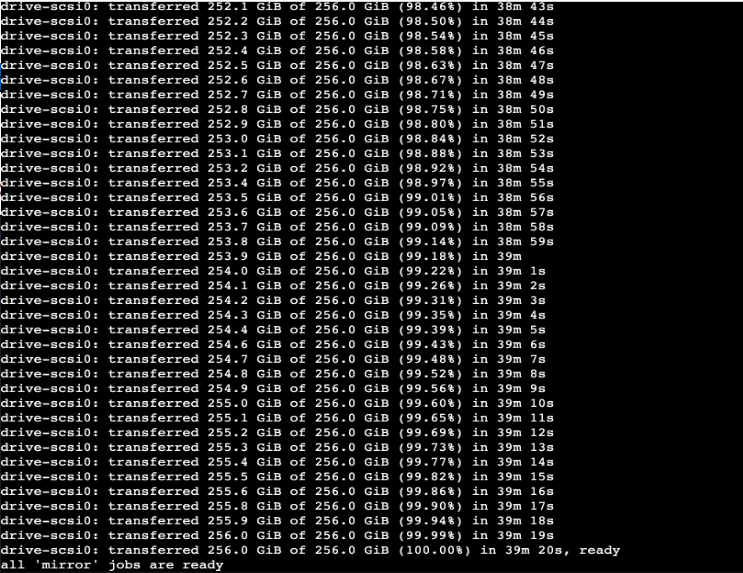 drive-scsi0: transferred 252.1 GiB of 256.0 GiB (98.46%) in 38m 43s
drive-scsi0: transferred 252.2 GiB of 256.0 GiB (98.50%) in 38m 44s
drive-scsi0: transferred 252.3 GiB of 256.0 GiB (98.54%) in 38m 45s
drive-scsi0: transferred 252.4 GiB of 256.0 GiB (98.58%) in 38m 46s
drive-scsi0: transferred 252.5 GiB of 256.0 GiB (98.63%) in 38m 47s
drive-scsi0: transferred 252.6 GiB of 256.0 GiB (98.67%) in 38m 48s
drive-scsi0: transferred 252.7 GiB of 256.0 GiB (98.71%) in 38m 49s
drive-scsi0: transferred 252.8 GiB of 256.0 GiB (98.75%) in 38m 50s
drive-scsi0: transferred 252.9 GiB of 256.0 GiB (98.80%) in 38m 51s
drive-scsi0: transferred 253.0 GiB of 256.0 GiB (98.84%) in 38m 52s
drive-scsi0: transferred 253.1 GiB of 256.0 GiB (98.88%) in 38m 53s
drive-scsi0: transferred 253.2 GiB of 256.0 GiB (98.92%) in 38m 54s
drive-scsi0: transferred 253.4 GiB of 256.0 GiB (98.97%) in 38m 55s
drive-scsi0: transferred 253.5 GiB of 256.0 GiB (99.01%) in 38m 56s
drive-scsi0: transferred 253.6 GiB of 256.0 GiB (99.05%) in 38m 57s
drive-scsi0: transferred 253.7 GiB of 256.0 GiB (99.09%) in 38m 58s
drive-scsi0: transferred 253.8 GiB of 256.0 GiB (99.14%) in 38m 59s
drive-scsi0: transferred 253.9 GiB of 256.0 GiB (99.18%) in 39m
drive-scsi0: transferred 254.0 GiB of 256.0 GiB (99.22%) in 39m 1s
drive-scsi0: transferred 254.1 GiB of 256.0 GiB (99.26%) in 39m 2s
drive-scsi0: transferred 254.2 GiB of 256.0 GiB (99.31%) in 39m 3s
drive-scsi0: transferred 254.3 GiB of 256.0 GiB (99.35%) in 39m 4s
drive-scsi0: transferred 254.4 GiB of 256.0 GiB (99.39%) in 39m 5s
drive-scsi0: transferred 254.6 GiB of 256.0 GiB (99.43%) in 39m 6s
drive-scsi0: transferred 254.7 GiB of 256.0 GiB (99.48%) in 39m 7s
drive-scsi0: transferred 254.8 GiB of 256.0 GiB (99.52%) in 39m 8s
drive-scsi0: transferred 254.9 GiB of 256.0 GiB (99.56%) in 39m 9s
drive-scsi0: transferred 255.0 GiB of 256.0 GiB (99.60%) in 39m 10s
drive-scsi0: transferred 255.1 GiB of 256.0 GiB (99.65%) in 39m 11s
drive-scsi0: transferred 255.2 GiB of 256.0 GiB (99.69%) in 39m 12s
drive-scsi0: transferred 255.3 GiB of 256.0 GiB (99.73%) in 39m 13s
drive-scsi0: transferred 255.4 GiB of 256.0 GiB (99.77%) in 39m 14s
drive-scsi0: transferred 255.5 GiB of 256.0 GiB (99.82%) in 39m 15s
drive-scsi0: transferred 255.6 GiB of 256.0 GiB (99.86%) in 39m 16s
drive-scsi0: transferred 255.8 GiB of 256.0 GiB (99.90%) in 39m 17s
drive-scsi0: transferred 255.9 GiB of 256.0 GiB (99.94%) in 39m 18s
drive-scsi0: transferred 256.0 GiB of 256.0 GiB (99.99%) in 39m 19s
drive-scsi0: transferred 256.0 GiB of 256.0 GiB (100.00%) in 39m 20s, ready
all 'mirror' jobs are ready